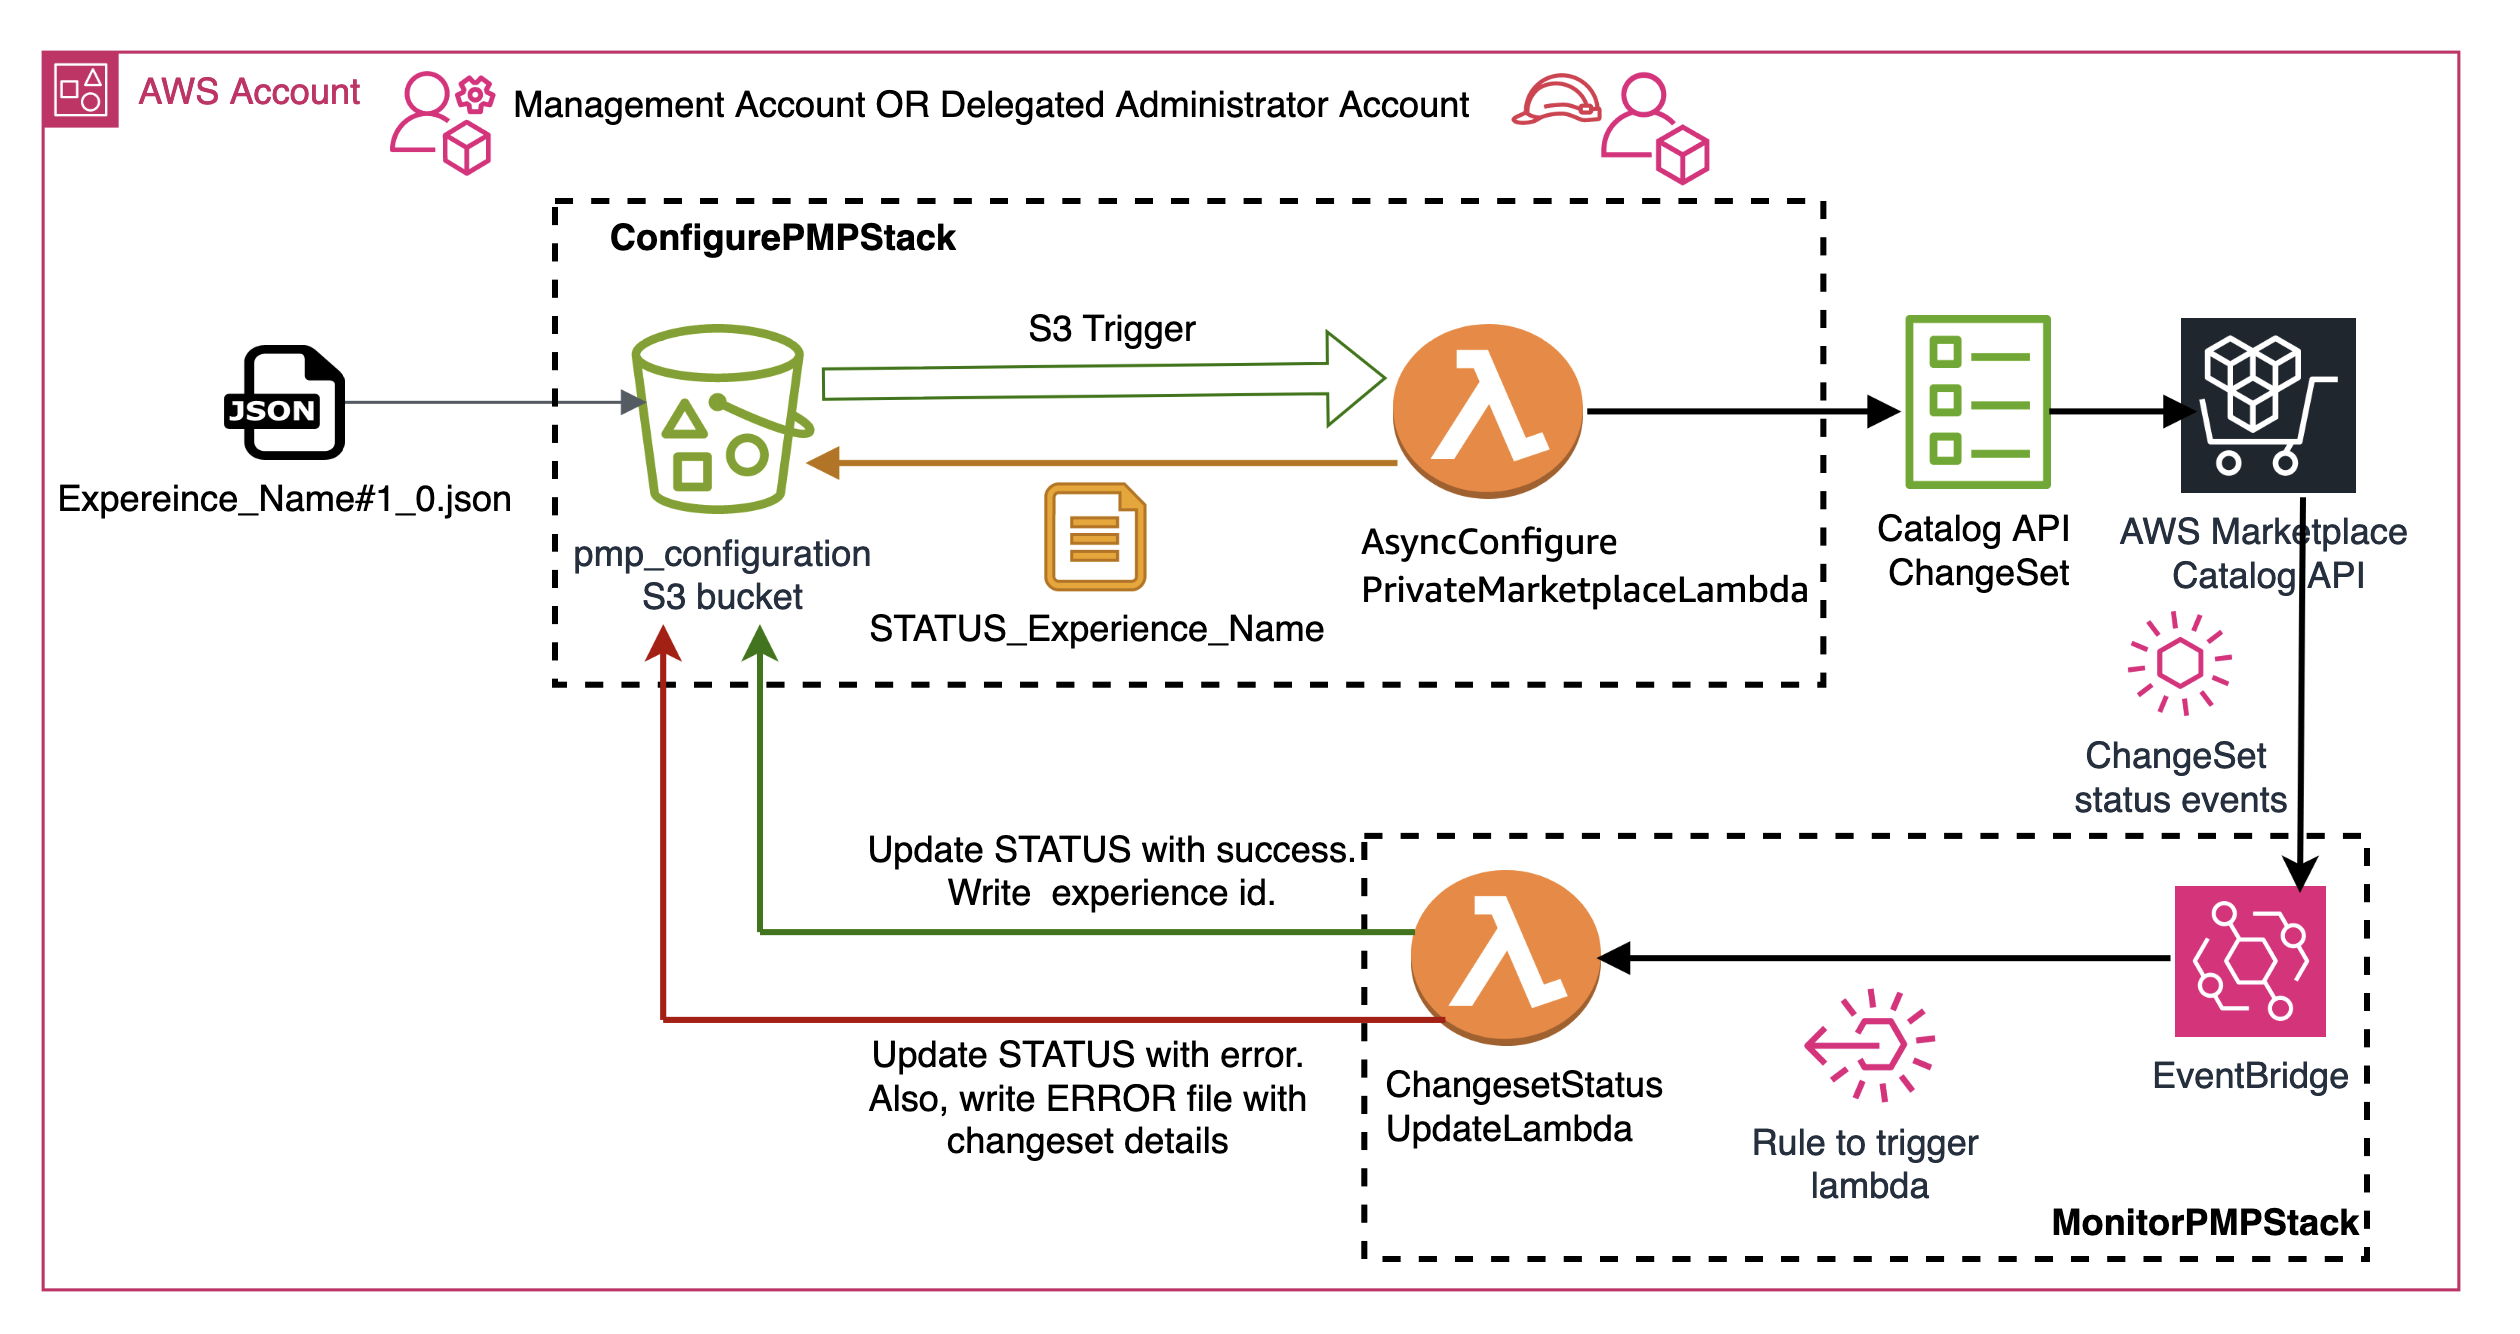 AWS Account
Management Account OR Delegated Administrator Account
ConfigurePMPStack
S3 Trigger
JSON
Expereince_Name#1_0.json
pmp_configuration
S3 bucket
STATUS_Experience_Name
AsyncConfigure
PrivateMarketplaceLambda
Catalog API
ChangeSet
AWS Marketplace
Catalog API
ChangeSet
status events
Update STATUS with success.
Write  experience id.
Update STATUS with error.
Also, write ERROR file with
changeset details
ChangesetStatus
UpdateLambda
Rule to trigger
lambda
EventBridge
MonitorPMPStack